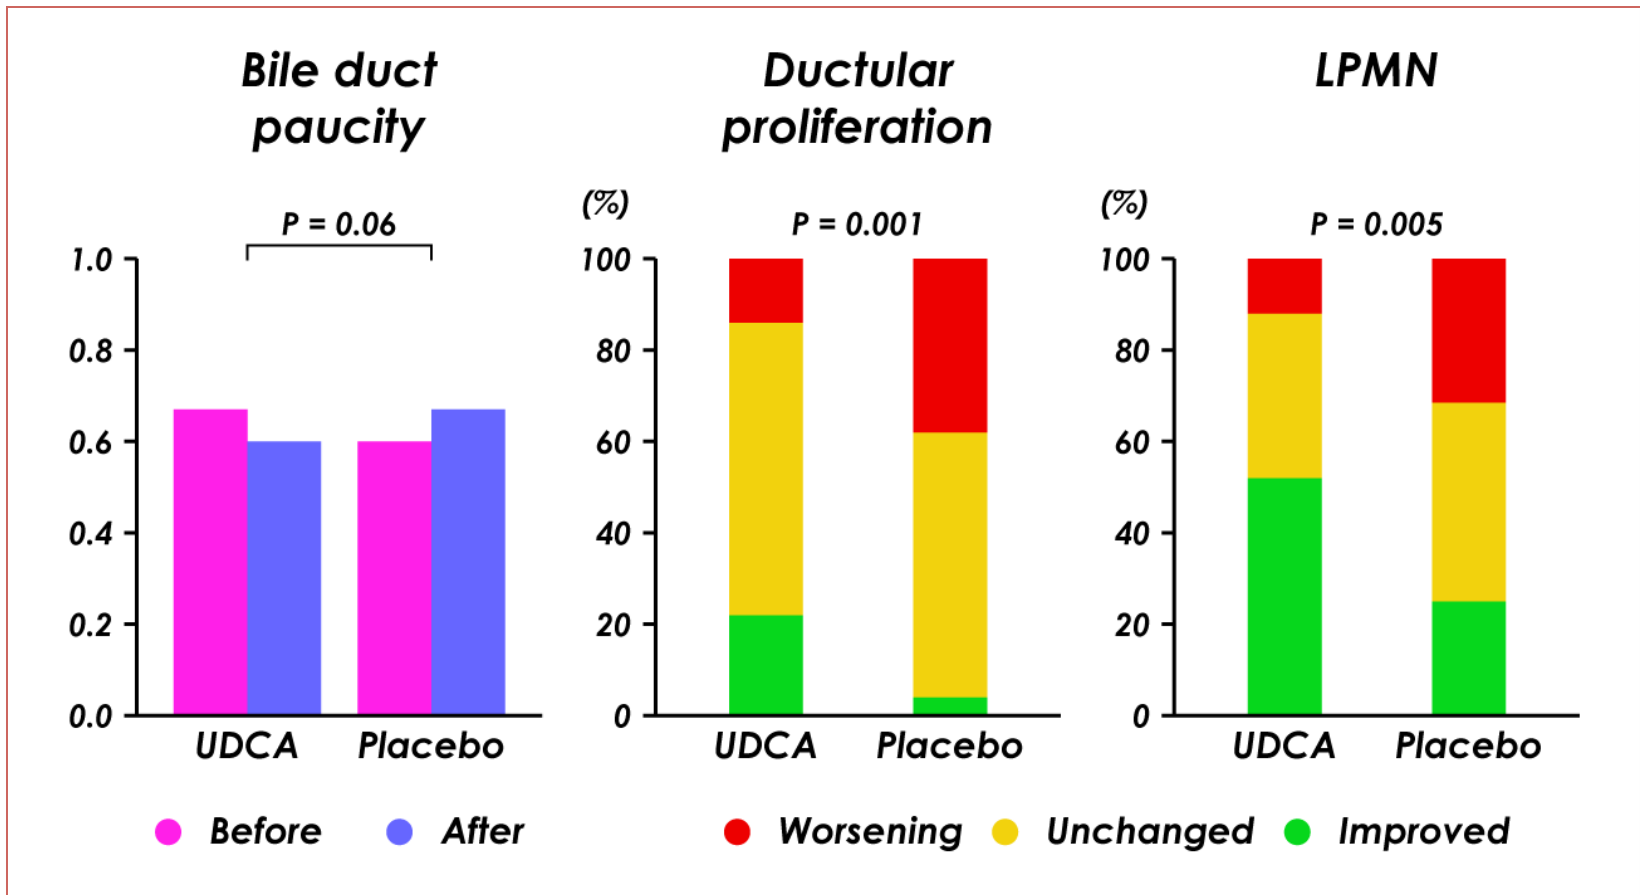 Bile duct
paucity
P = 0.06
1.0
0.8
0.6
0.4
0.2
0.0
UDCA Placebo
Before After
Ductular
proliferation
(%)
P = 0.001
100
80
60
40
20
0
UDCA Placebo
LPMN
(%)
P = 0.005
100
80
60
40
20
0
UDCA Placebo
Worsening Unchanged Improved